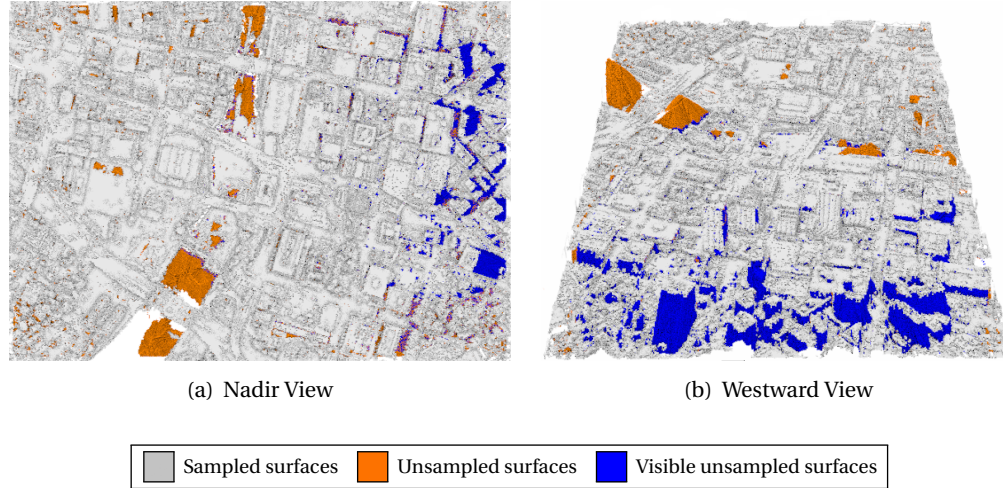 (a) Nadir View
(b) Westward View
Sampled surfaces
Unsampled surfaces
Visible unsampled surfaces